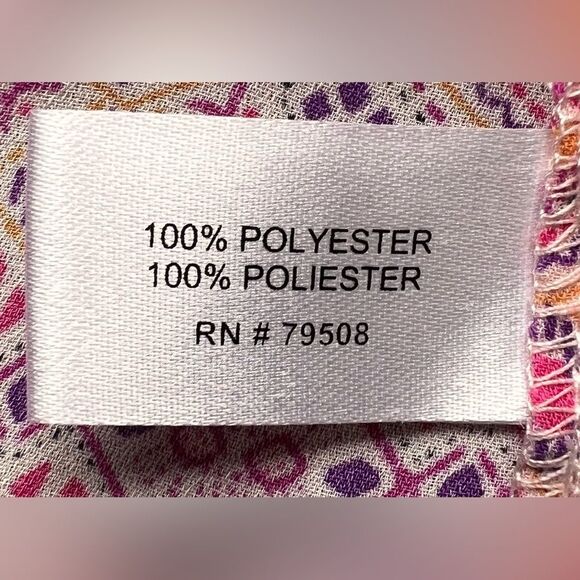 100% POLYESTER
100% POLIESTER
RN # 79508